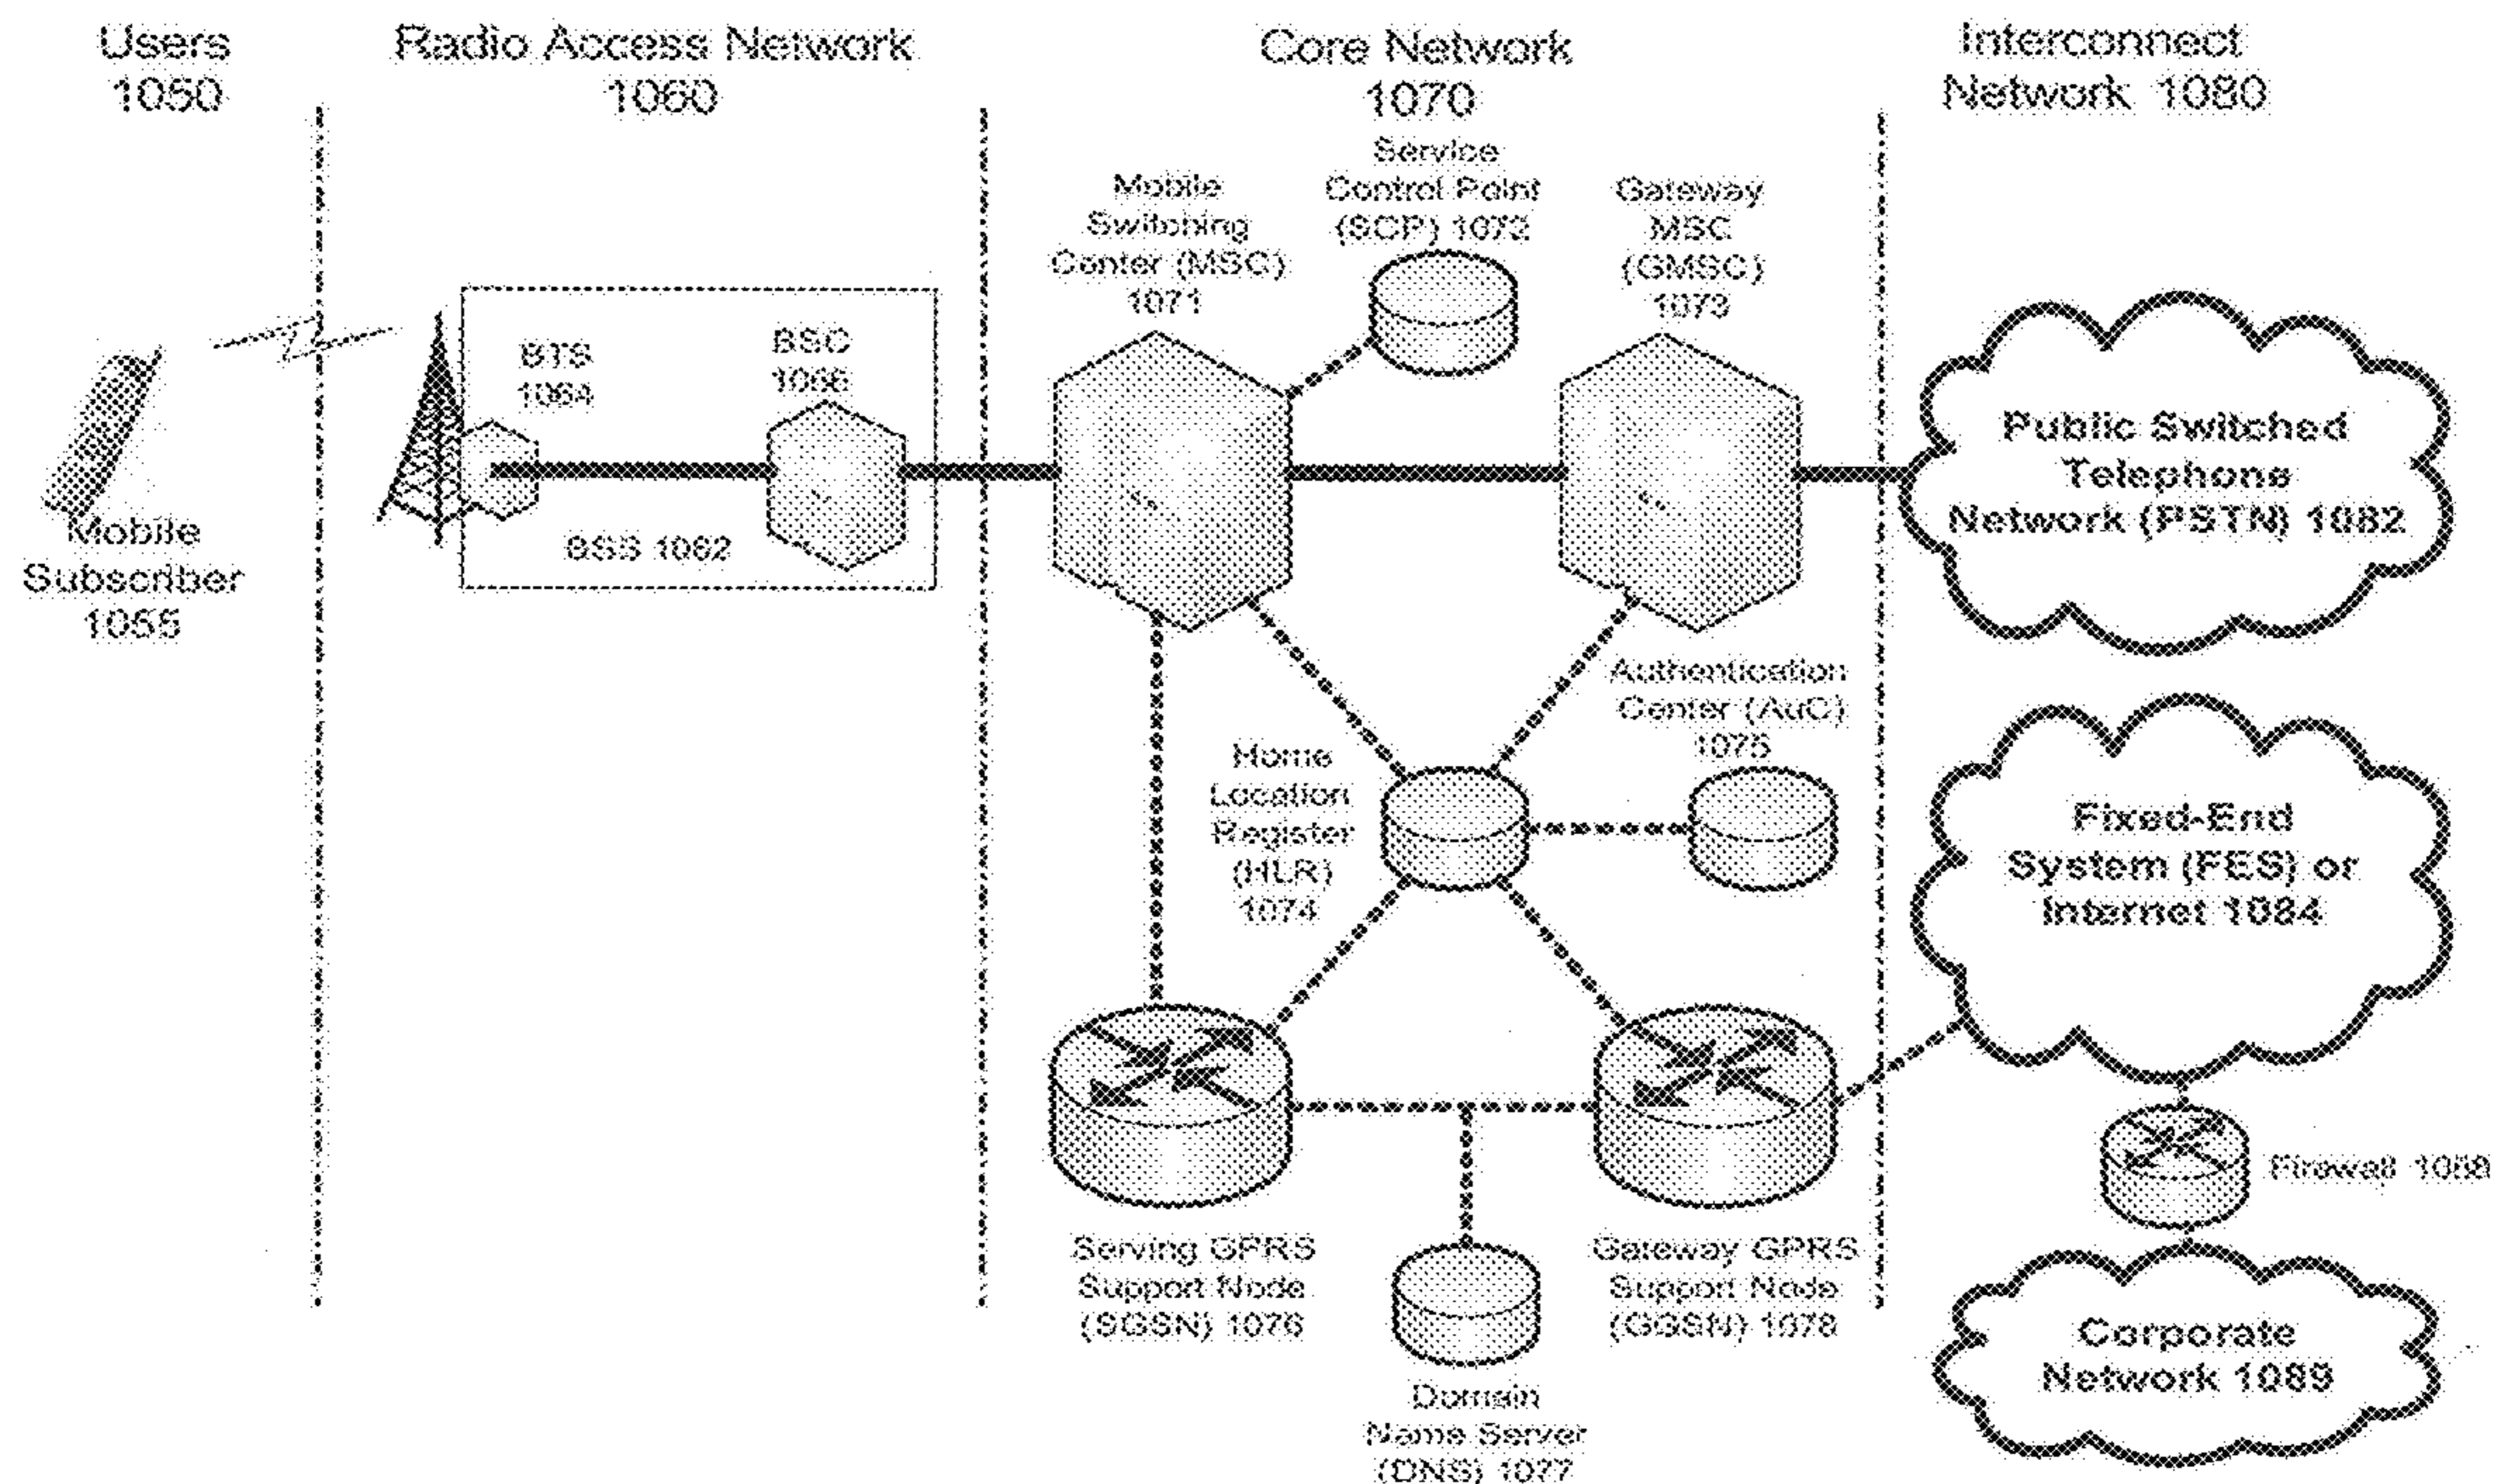 Users
1050
Radio Access Network
1060
Core Network
1070
Interconnect
Network 1080
Mobile
Subscriber
1055
BTS
1064
BSC
1066
BSS 1062
Mobile
Switching
Center (MSC)
1071
Service
Control Point
(SCP) 1072
Gateway
MSC
(GMSC)
1073
Public Switched
Telephone
Network (PSTN) 1082
Authentication
Center (AuC)
1075
Home
Location
Register
(HLR)
1074
Fixed-End
System (FES) or
Internet 1084
Serving GPRS
Support Node
(SGSN) 1076
Gateway GPRS
Support Node
(GGSN) 1078
Domain
Name Server
(DNS) 1077
Firewall 1088
Corporate
Network 1089